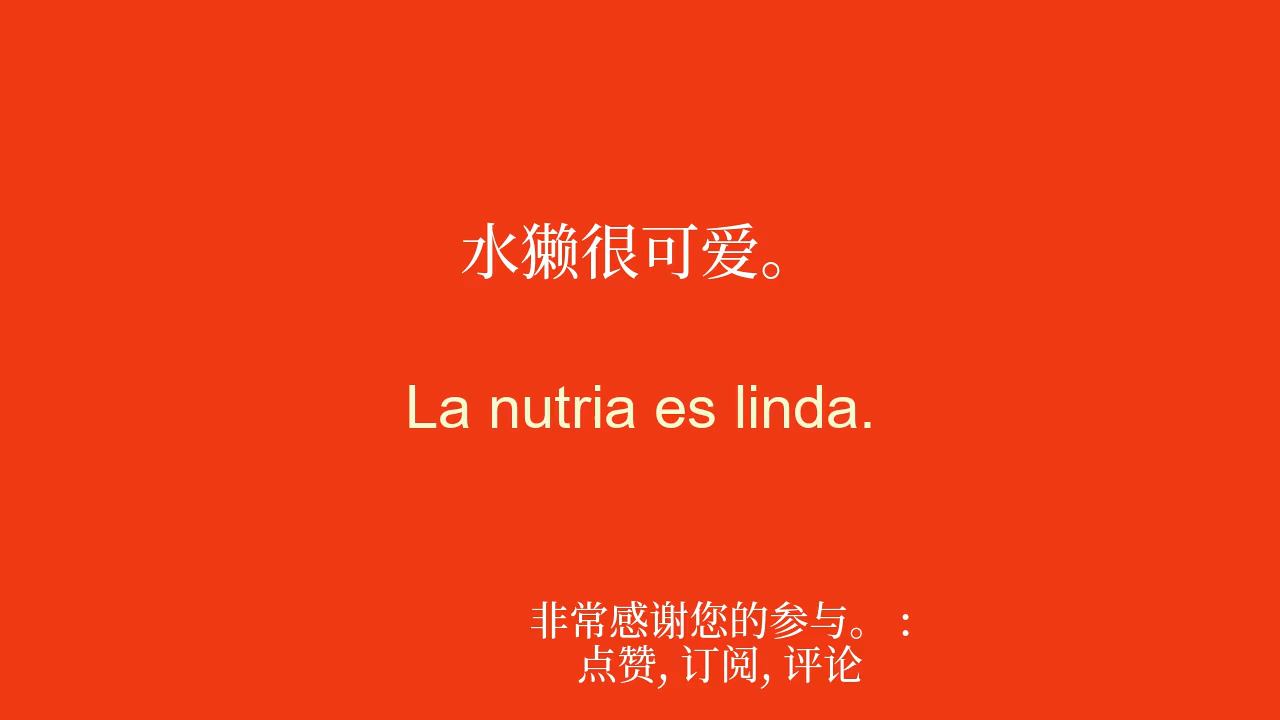 水獭很可爱。
La nutria es linda.
非常感谢您的参与。 :
点赞, 订阅, 评论